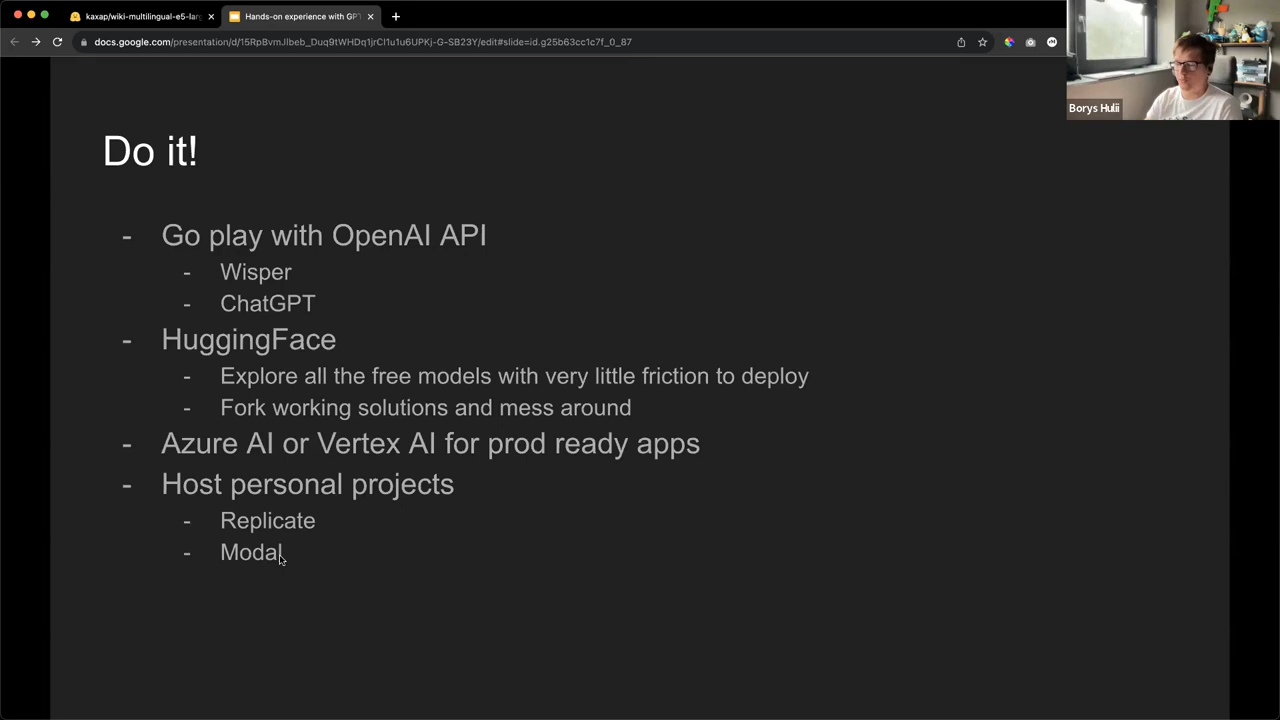 kaxap/wiki-multilingual-e5-lar
Hands-on experience with GPT
docs.google.com/presentation/d/15RpBvmJIbeb_Duq9tWHDq1jrCl1u1u6UPKj-G-SB23Y/edit#slide=id.g25b63cc1c7f_0_87
Borys Hulii
Do it!
- Go play with OpenAI API
- Wisper
- ChatGPT
- HuggingFace
- Explore all the free models with very little friction to deploy
- Fork working solutions and mess around
- Azure AI or Vertex AI for prod ready apps
- Host personal projects
- Replicate
- Modal